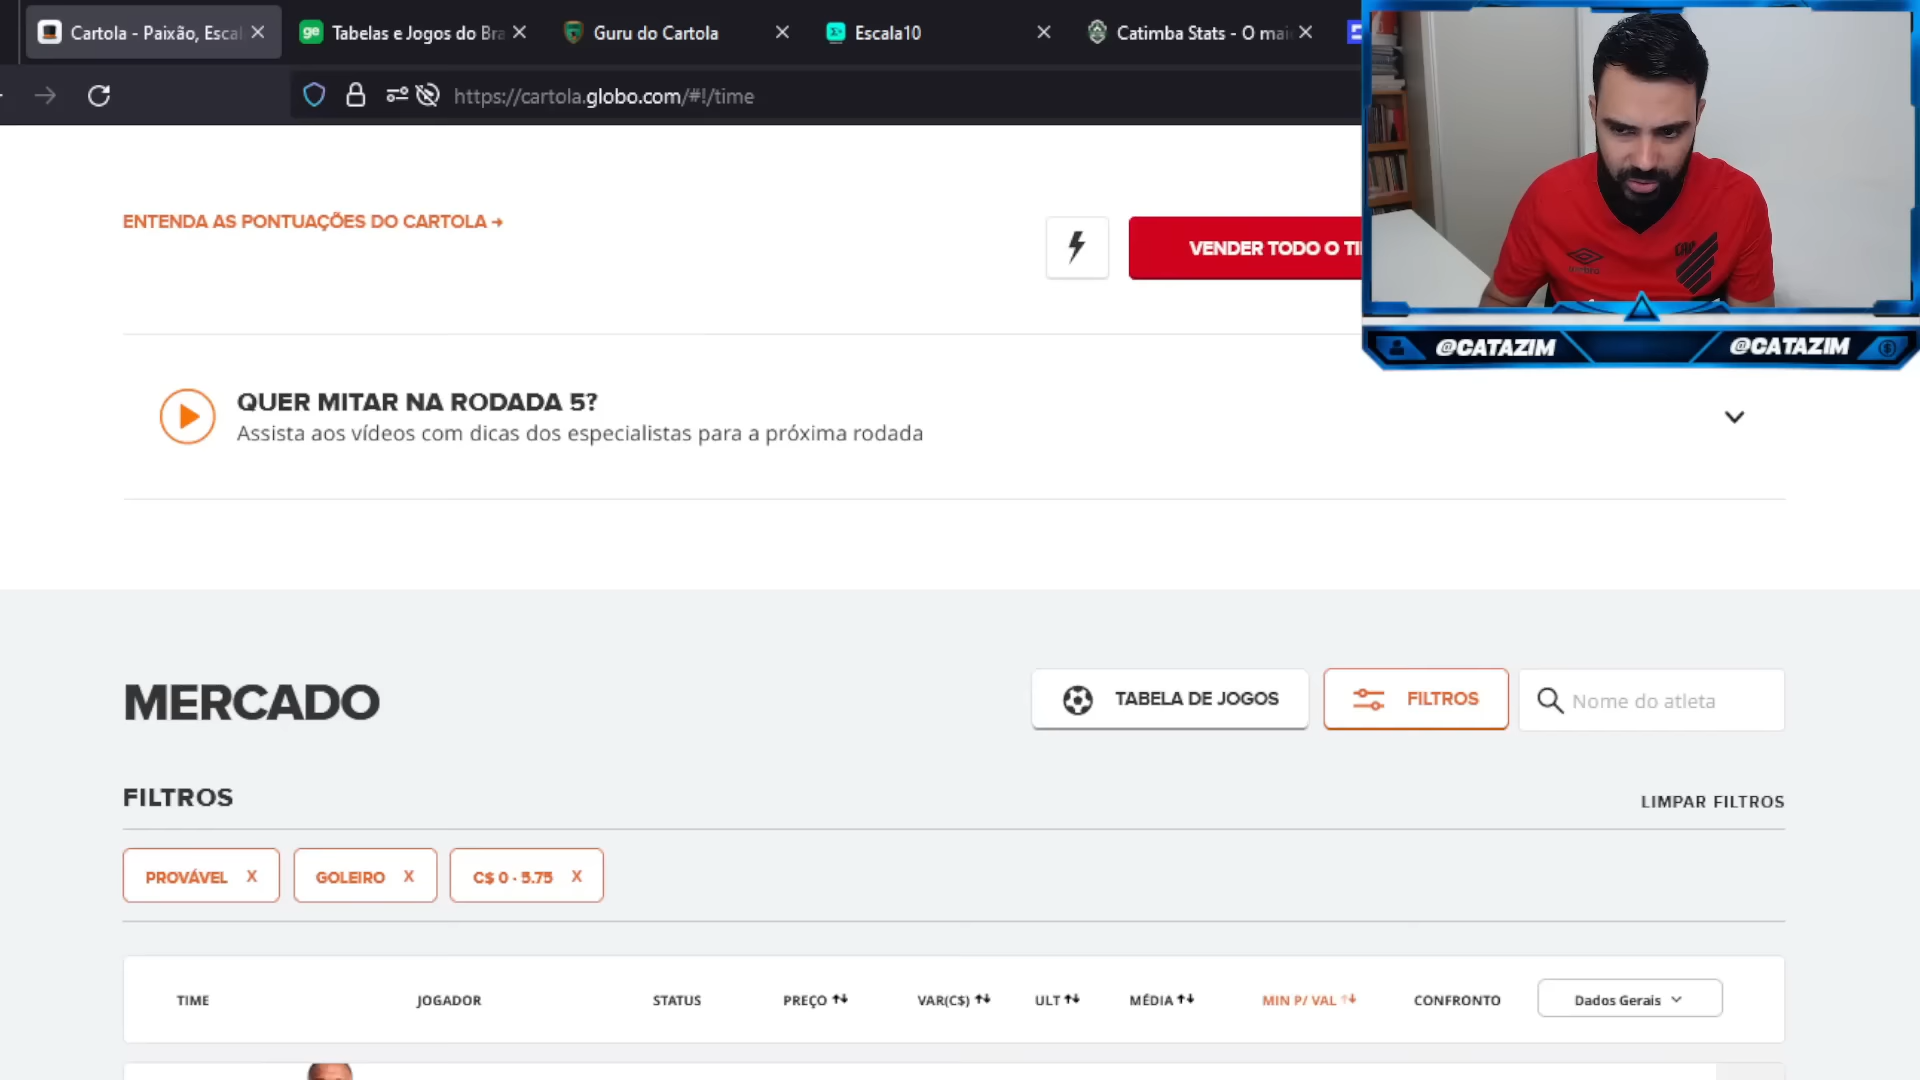 Cartola - Paixão, Escal
ge Tabelas e Jogos do Bra
Guru do Cartola
Escala10
Catimba Stats - O mai
https://cartola.globo.com/#!/time
ENTENDA AS PONTUAÇÕES DO CARTOLA
VENDER TODO O TI
umbro
CAP
@CATAZIM
@CATAZIM
QUER MITAR NA RODADA 5?
Assista aos vídeos com dicas dos especialistas para a próxima rodada
MERCADO
TABELA DE JOGOS
FILTROS
Nome do atleta
FILTROS
LIMPAR FILTROS
PROVÁVEL X
GOLEIRO X
C$ 0 - 5.75 X
TIME JOGADOR STATUS PREÇO VAR(C$) ULT MÉDIA MIN P/ VAL CONFRONTO Dados Gerais